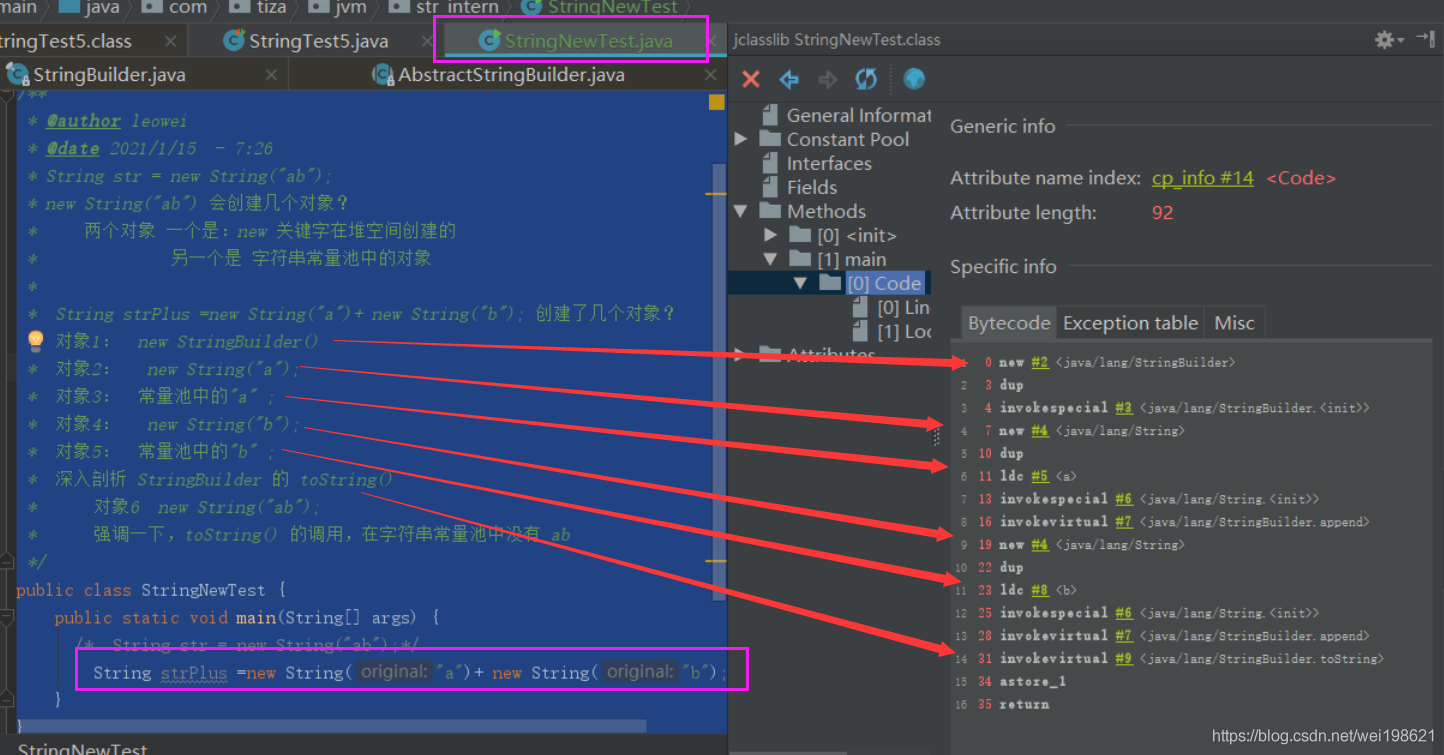 main java com tiza jvm str_intern StringNewTest
tringTest5.class StringTest5.java StringNewTest.java
StringBuilder.java AbstractStringBuilder.java
/**
* @author leowei
* @date 2021/1/15 - 7:26
* String str = new String("ab");
* new String("ab") 会创建几个对象?
* 两个对象 一个是:new 关键字在堆空间创建的
* 另一个是 字符串常量池中的对象
*
* String strPlus =new String("a")+ new String("b"); 创建了几个对象?
* 对象1: new StringBuilder()
* 对象2: new String("a");
* 对象3: 常量池中的"a" ;
* 对象4: new String("b");
* 对象5: 常量池中的"b" ;
* 深入剖析 StringBuilder 的 toString()
* 对象6 new String("ab");
* 强调一下，toString() 的调用，在字符串常量池中没有 ab
*/
public class StringNewTest {
public static void main(String[] args) {
/* String str = new String("ab");*/
String strPlus =new String( original: "a")+ new String( original: "b");
}
}
StringNewTest
jclasslib StringNewTest.class
General Informat
Constant Pool
Interfaces
Fields
Methods
[0] <init>
[1] main
[0] Code
[0] Lin
[1] Loc
Attributes
Generic info
Attribute name index: cp_info #14 <Code>
Attribute length: 92
Specific info
Bytecode Exception table Misc
1 0 new #2 <java/lang/StringBuilder>
2 3 dup
3 4 invokespecial #3 <java/lang/StringBuilder.<init>>
4 7 new #4 <java/lang/String>
5 10 dup
6 11 ldc #5 <a>
7 13 invokespecial #6 <java/lang/String.<init>>
8 16 invokevirtual #7 <java/lang/StringBuilder.append>
9 19 new #4 <java/lang/String>
10 22 dup
11 23 ldc #8 <b>
12 25 invokespecial #6 <java/lang/String.<init>>
13 28 invokevirtual #7 <java/lang/StringBuilder.append>
14 31 invokevirtual #9 <java/lang/StringBuilder.toString>
15 34 astore_1
16 35 return
https://blog.csdn.net/wei198621